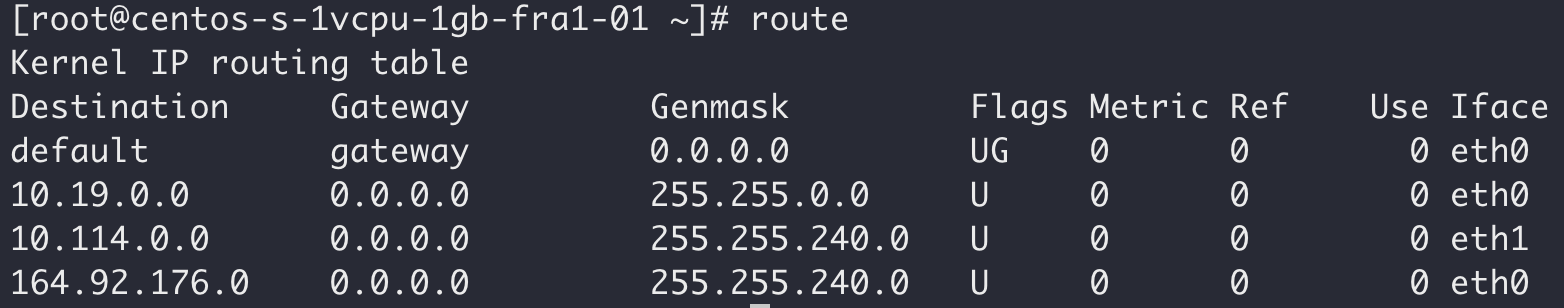 [root@centos-s-1vcpu-1gb-fra1-01 ~]# route
Kernel IP routing table
Destination     Gateway         Genmask         Flags Metric Ref    Use Iface
default         gateway         0.0.0.0         UG    0      0        0 eth0
10.19.0.0       0.0.0.0         255.255.0.0     U     0      0        0 eth0
10.114.0.0      0.0.0.0         255.255.240.0   U     0      0        0 eth1
164.92.176.0    0.0.0.0         255.255.240.0   U     0      0        0 eth0